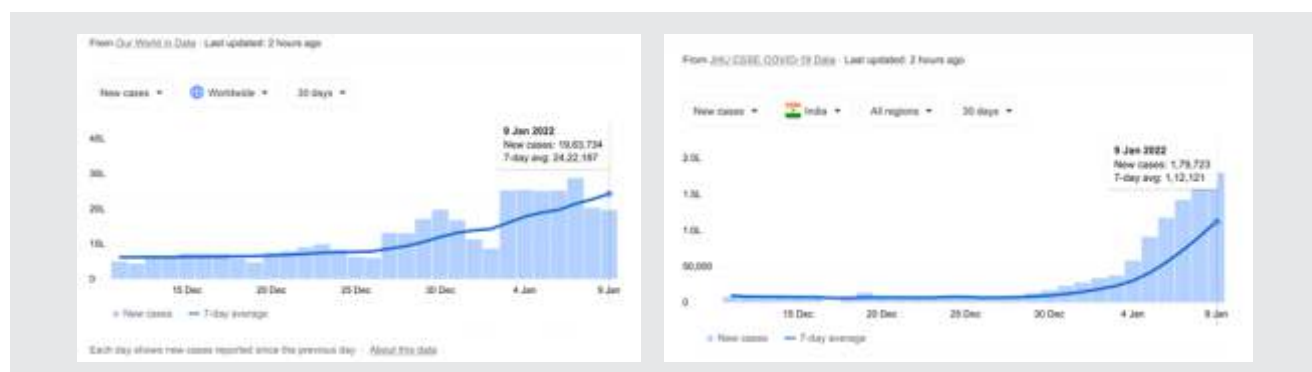 From Our World in Data · Last updated: 2 hours ago
New cases Worldwide 30 days
9 Jan 2022
New cases: 19,63,734
7-day avg: 24,22,187
40L
30L
20L
10L
0
15 Dec 20 Dec 25 Dec 30 Dec 4 Jan 9 Jan
New cases 7-day average
Each day shows new cases reported since the previous day · About this data
From JHU CSSE COVID-19 Data · Last updated: 2 hours ago
New cases India All regions 30 days
9 Jan 2022
New cases: 1,79,723
7-day avg: 1,12,121
2.0L
1.5L
1.0L
50,000
0
15 Dec 20 Dec 25 Dec 30 Dec 4 Jan 9 Jan
New cases 7-day average